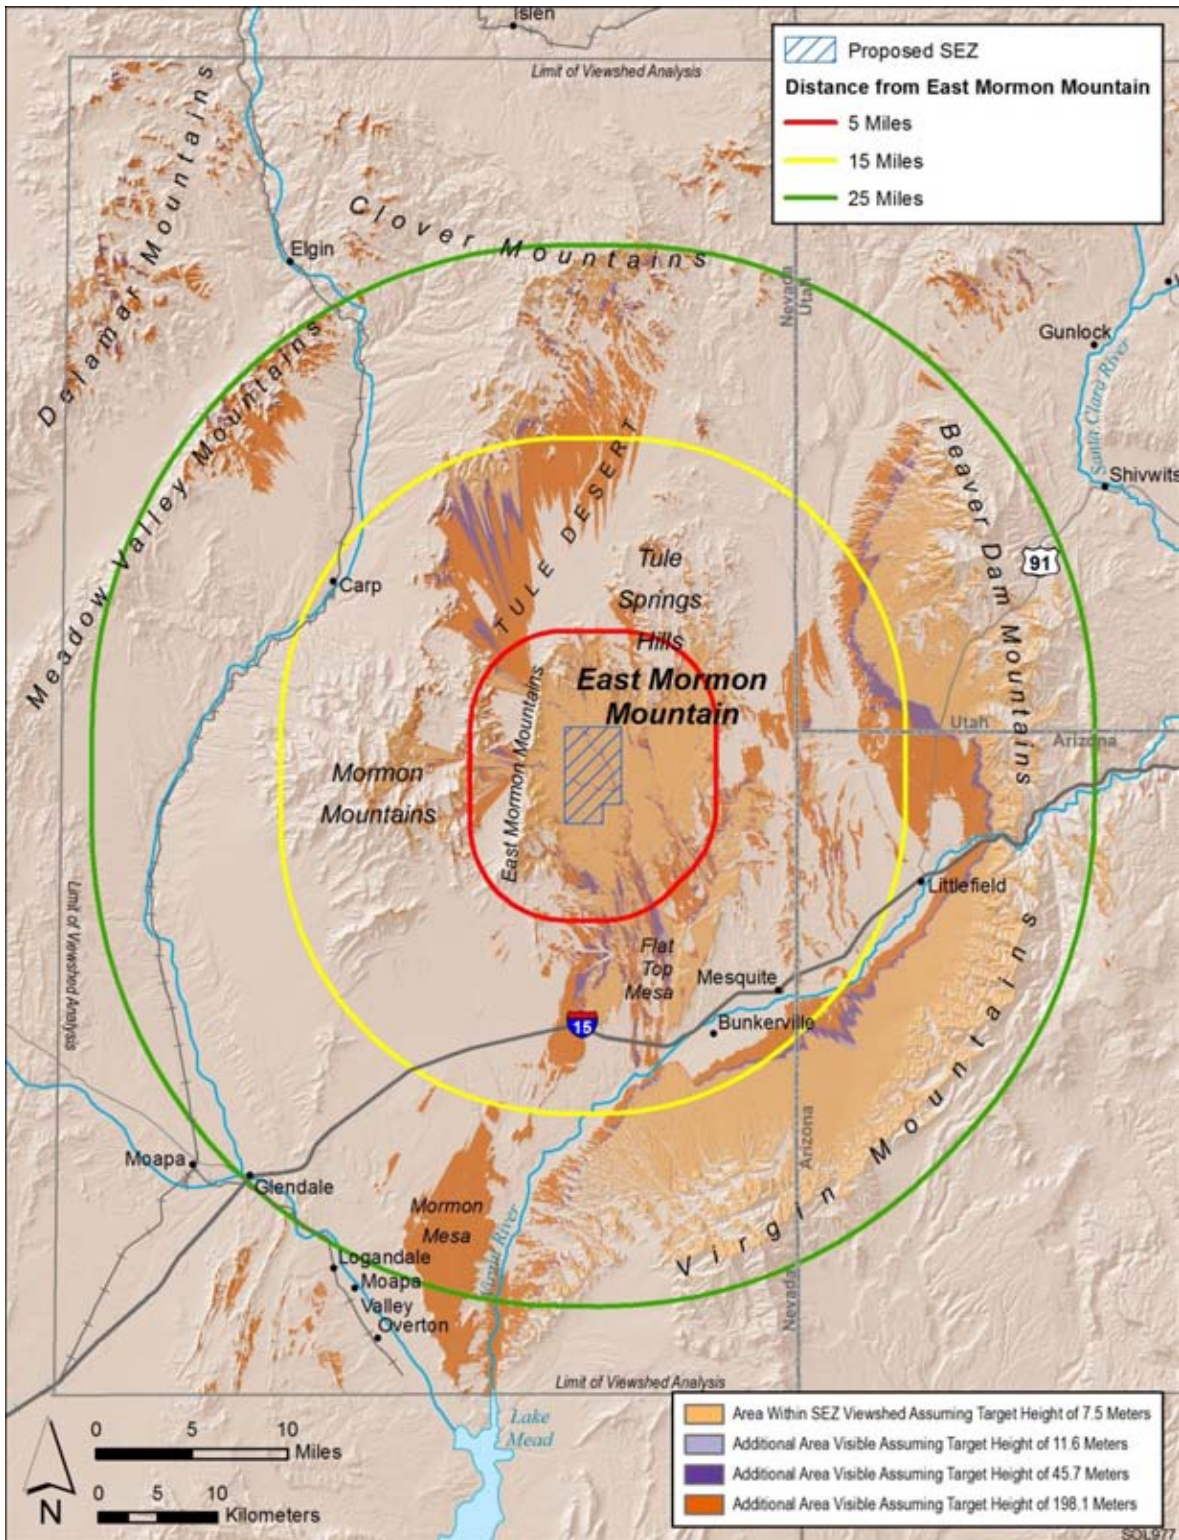 Islen
Proposed SEZ
Distance from East Mormon Mountain
5 Miles
15 Miles
25 Miles
Limit of Viewshed Analysis
Delamar Mountains
Clover Mountains
Elgin
Nevada
Utah
Gunlock
Santa Clara River
Shivwits
Meadow Valley Mountains
TULE DESERT
Beaver Dam Mountains
91
Carp
Tule
Springs
Hills
East Mormon
Mountain
East Mormon Mountains
Utah
Arizona
Mormon
Mountains
Littlefield
Limit of Viewshed Analysis
Flat
Top
Mesa
Mesquite
15
Bunkerville
Virgin Mountains
Arizona
Nevada
Moapa
Glendale
Mormon
Mesa
Virgin River
Logandale
Moapa
Valley
Overton
Limit of Viewshed Analysis
Lake
Mead
0 5 10
Miles
0 5 10
Kilometers
N
Area Within SEZ Viewshed Assuming Target Height of 7.5 Meters
Additional Area Visible Assuming Target Height of 11.6 Meters
Additional Area Visible Assuming Target Height of 45.7 Meters
Additional Area Visible Assuming Target Height of 198.1 Meters
SOL977